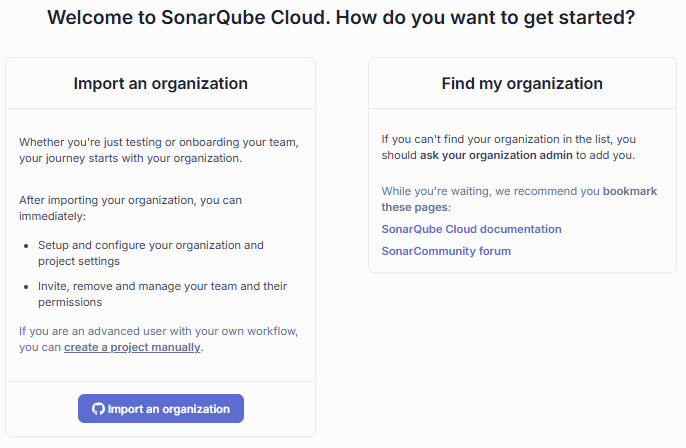 Welcome to SonarQube Cloud. How do you want to get started?
Import an organization
Whether you're just testing or onboarding your team,
your journey starts with your organization.
After importing your organization, you can
immediately:
• Setup and configure your organization and
project settings
• Invite, remove and manage your team and their
permissions
If you are an advanced user with your own workflow,
you can create a project manually.
Import an organization
Find my organization
If you can't find your organization in the list, you
should ask your organization admin to add you.
While you're waiting, we recommend you bookmark
these pages:
SonarQube Cloud documentation
SonarCommunity forum